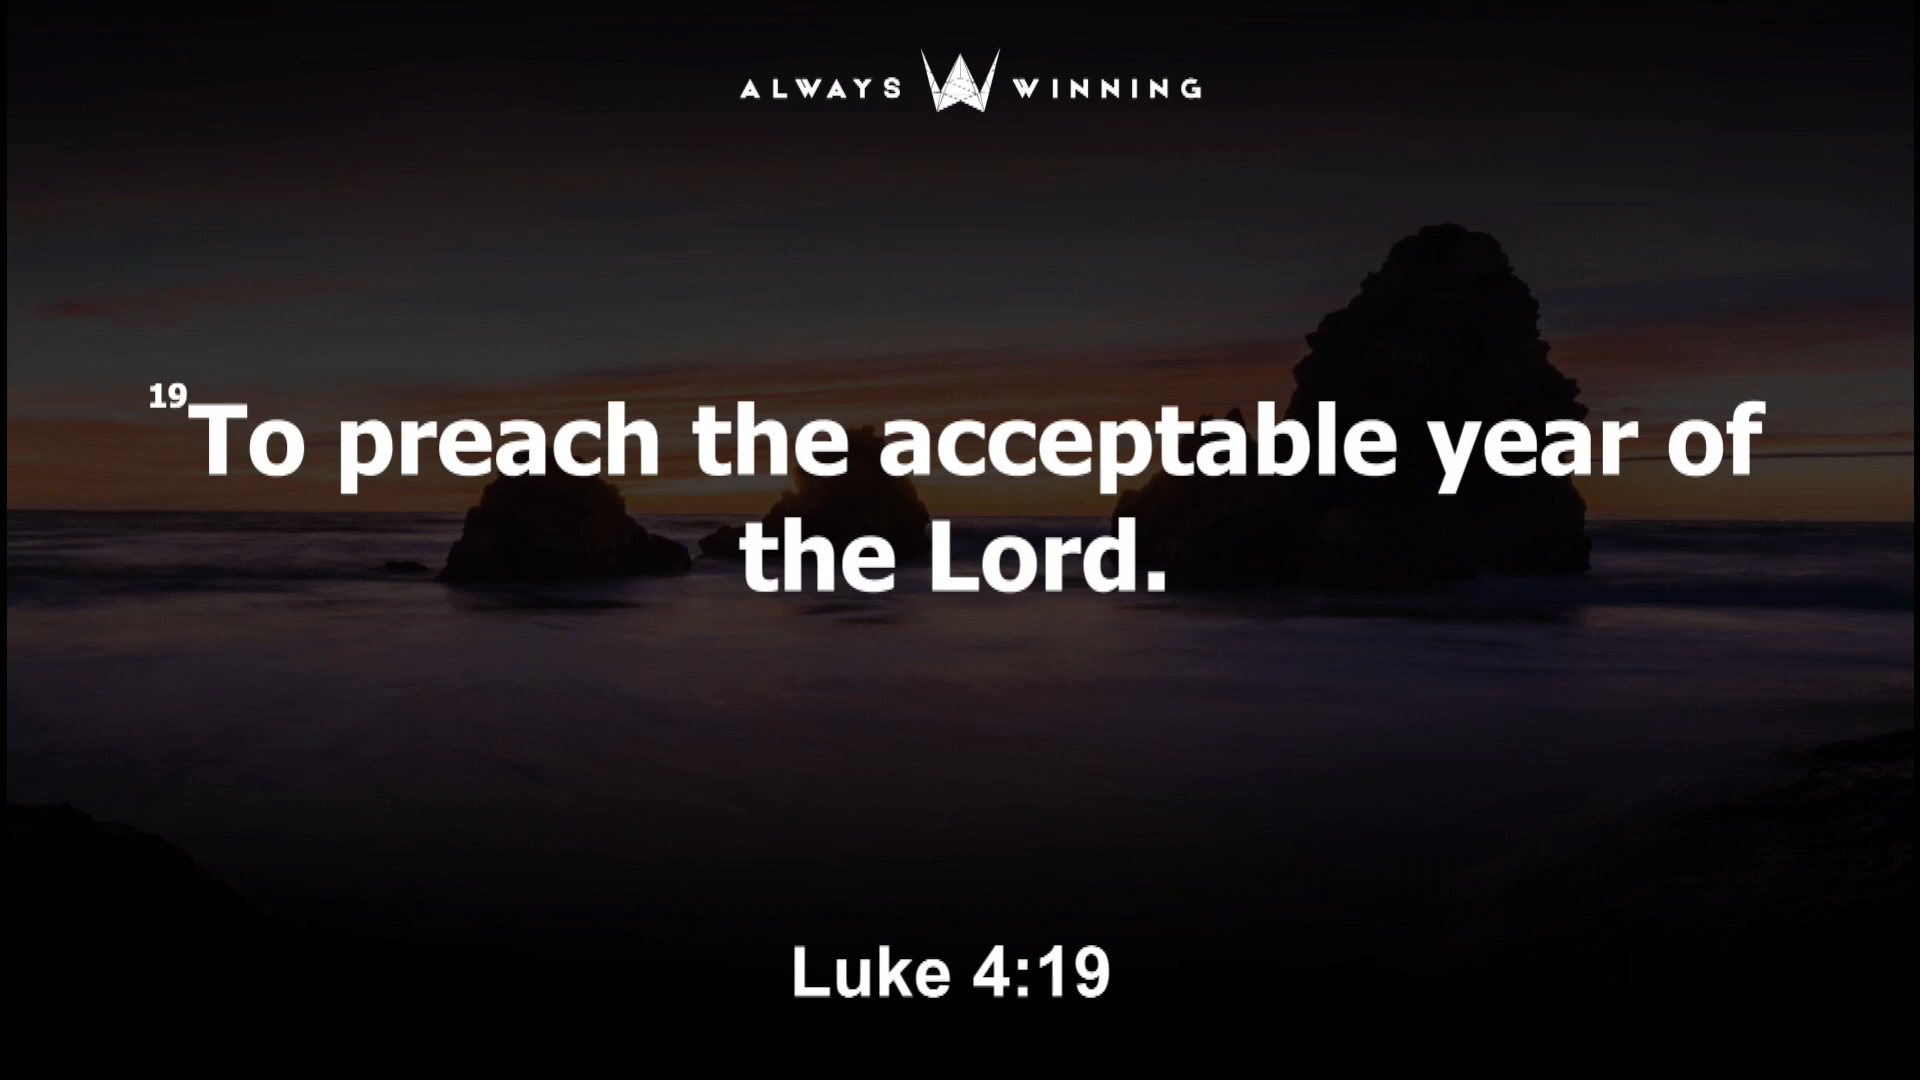 ALWAYS WINNING
19To preach the acceptable year of
the Lord.
Luke 4:19